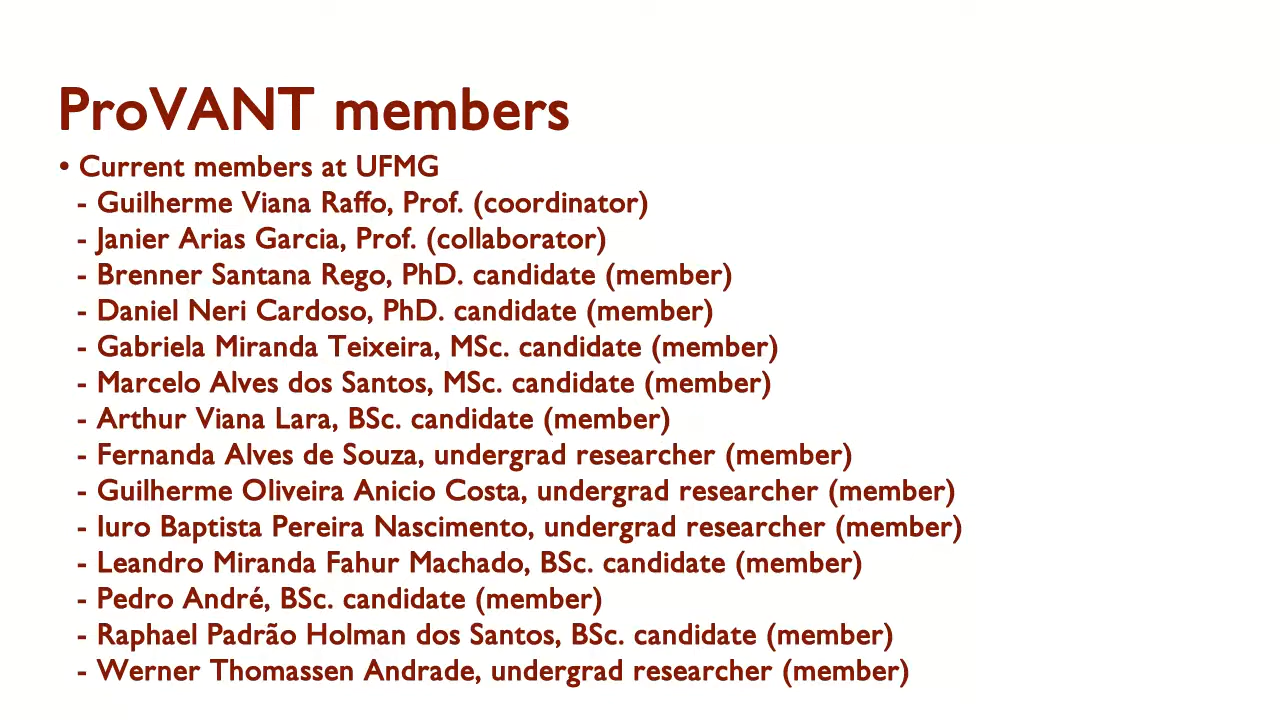 ProVANT members
• Current members at UFMG
- Guilherme Viana Raffo, Prof. (coordinator)
- Janier Arias Garcia, Prof. (collaborator)
- Brenner Santana Rego, PhD. candidate (member)
- Daniel Neri Cardoso, PhD. candidate (member)
- Gabriela Miranda Teixeira, MSc. candidate (member)
- Marcelo Alves dos Santos, MSc. candidate (member)
- Arthur Viana Lara, BSc. candidate (member)
- Fernanda Alves de Souza, undergrad researcher (member)
- Guilherme Oliveira Anicio Costa, undergrad researcher (member)
- Iuro Baptista Pereira Nascimento, undergrad researcher (member)
- Leandro Miranda Fahur Machado, BSc. candidate (member)
- Pedro André, BSc. candidate (member)
- Raphael Padrão Holman dos Santos, BSc. candidate (member)
- Werner Thomassen Andrade, undergrad researcher (member)